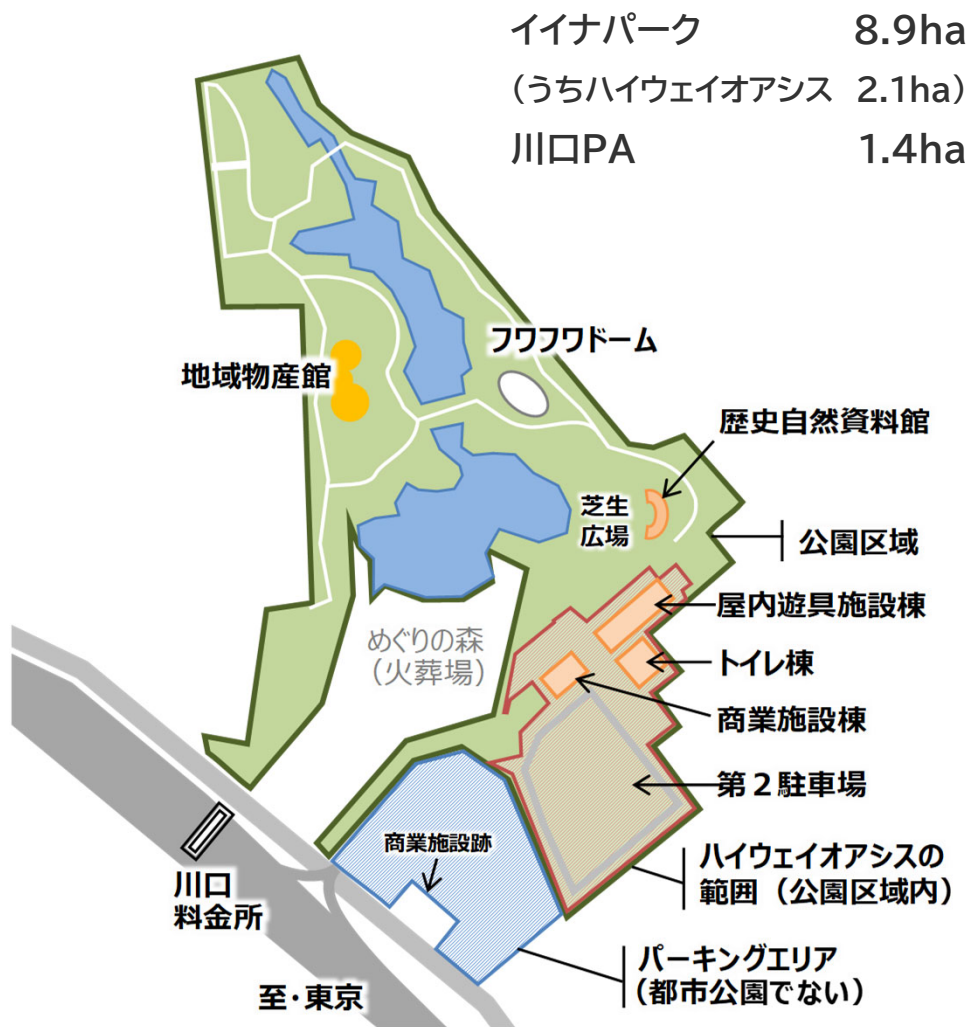 イイナパーク 8.9ha
(うちハイウェイオアシス 2.1ha)
川口PA 1.4ha
フワフワドーム
地域物産館
歴史自然資料館
芝生
広場
公園区域
屋内遊具施設棟
めぐりの森
(火葬場)
トイレ棟
商業施設棟
第2駐車場
商業施設跡
ハイウェイオアシスの
範囲(公園区域内)
川口
料金所
パーキングエリア
(都市公園でない)
至・東京